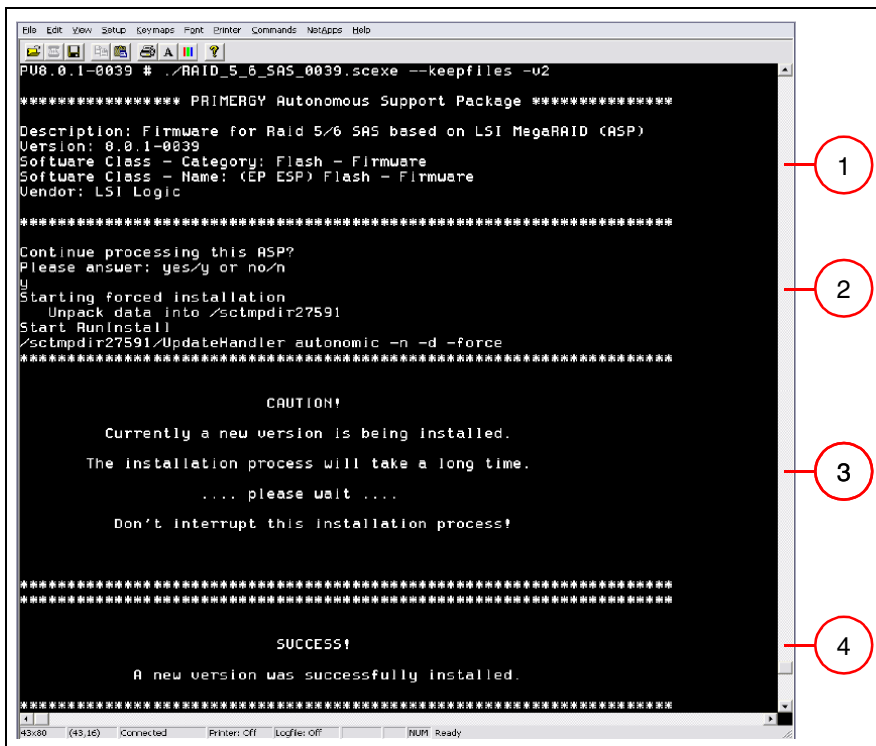 File Edit View Setup Keymaps Font Printer Commands NetApps Help
PV8.0.1-0039 # ./RAID_5_6_SAS_0039.scexe --keepfiles -v2
***************** PRIMERGY Autonomous Support Package ***************
Description: Firmware for Raid 5/6 SAS based on LSI MegaRAID (ASP)
Version: 8.0.1-0039
Software Class - Category: Flash - Firmware
Software Class - Name: (EP ESP) Flash - Firmware
Vendor: LSI Logic
*********************************************************************
1
Continue processing this ASP?
Please answer: yes/y or no/n
y
Starting forced installation
Unpack data into /sctmpdir27591
Start RunInstall
/sctmpdir27591/UpdateHandler autonomic -n -d -force
*********************************************************************
2
CAUTION!
Currently a new version is being installed.
The installation process will take a long time.
.... please wait ....
Don't interrupt this installation process!
3
*********************************************************************
*********************************************************************
SUCCESS!
A new version was successfully installed.
4
*********************************************************************
43x80 (43,16) Connected Printer: Off Logfile: Off NUM Ready